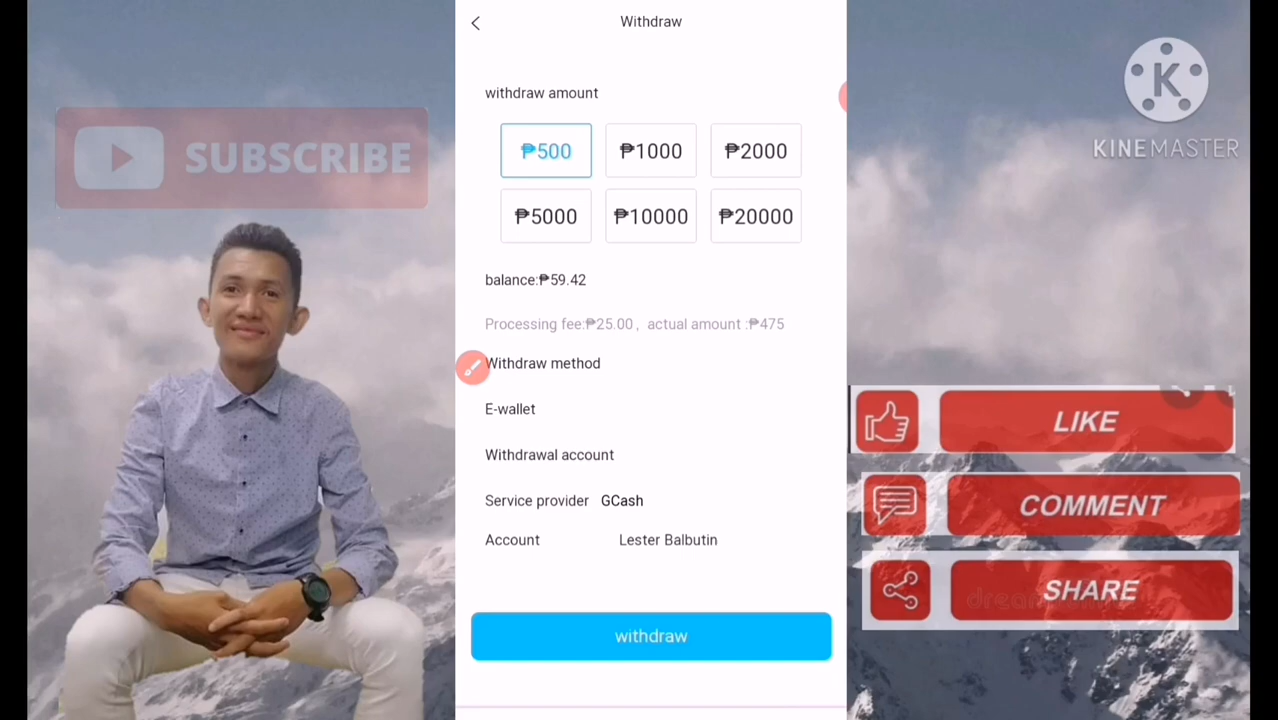 SUBSCRIBE
Withdraw
withdraw amount
₱500 ₱1000 ₱2000
₱5000 ₱10000 ₱20000
balance:₱59.42
Processing fee:₱25.00 , actual amount :₱475
Withdraw method
E-wallet
Withdrawal account
Service provider GCash
Account Lester Balbutin
withdraw
K
KINEMASTER
LIKE
COMMENT
SHARE